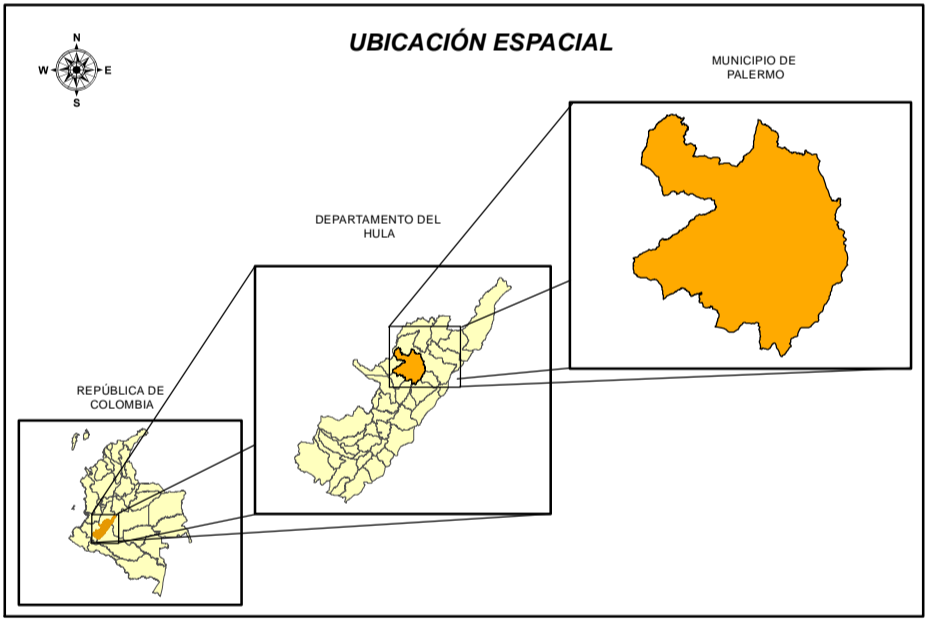 UBICACIÓN ESPACIAL
N
W
E
S
MUNICIPIO DE
PALERMO
DEPARTAMENTO DEL
HULA
REPÚBLICA DE
COLOMBIA